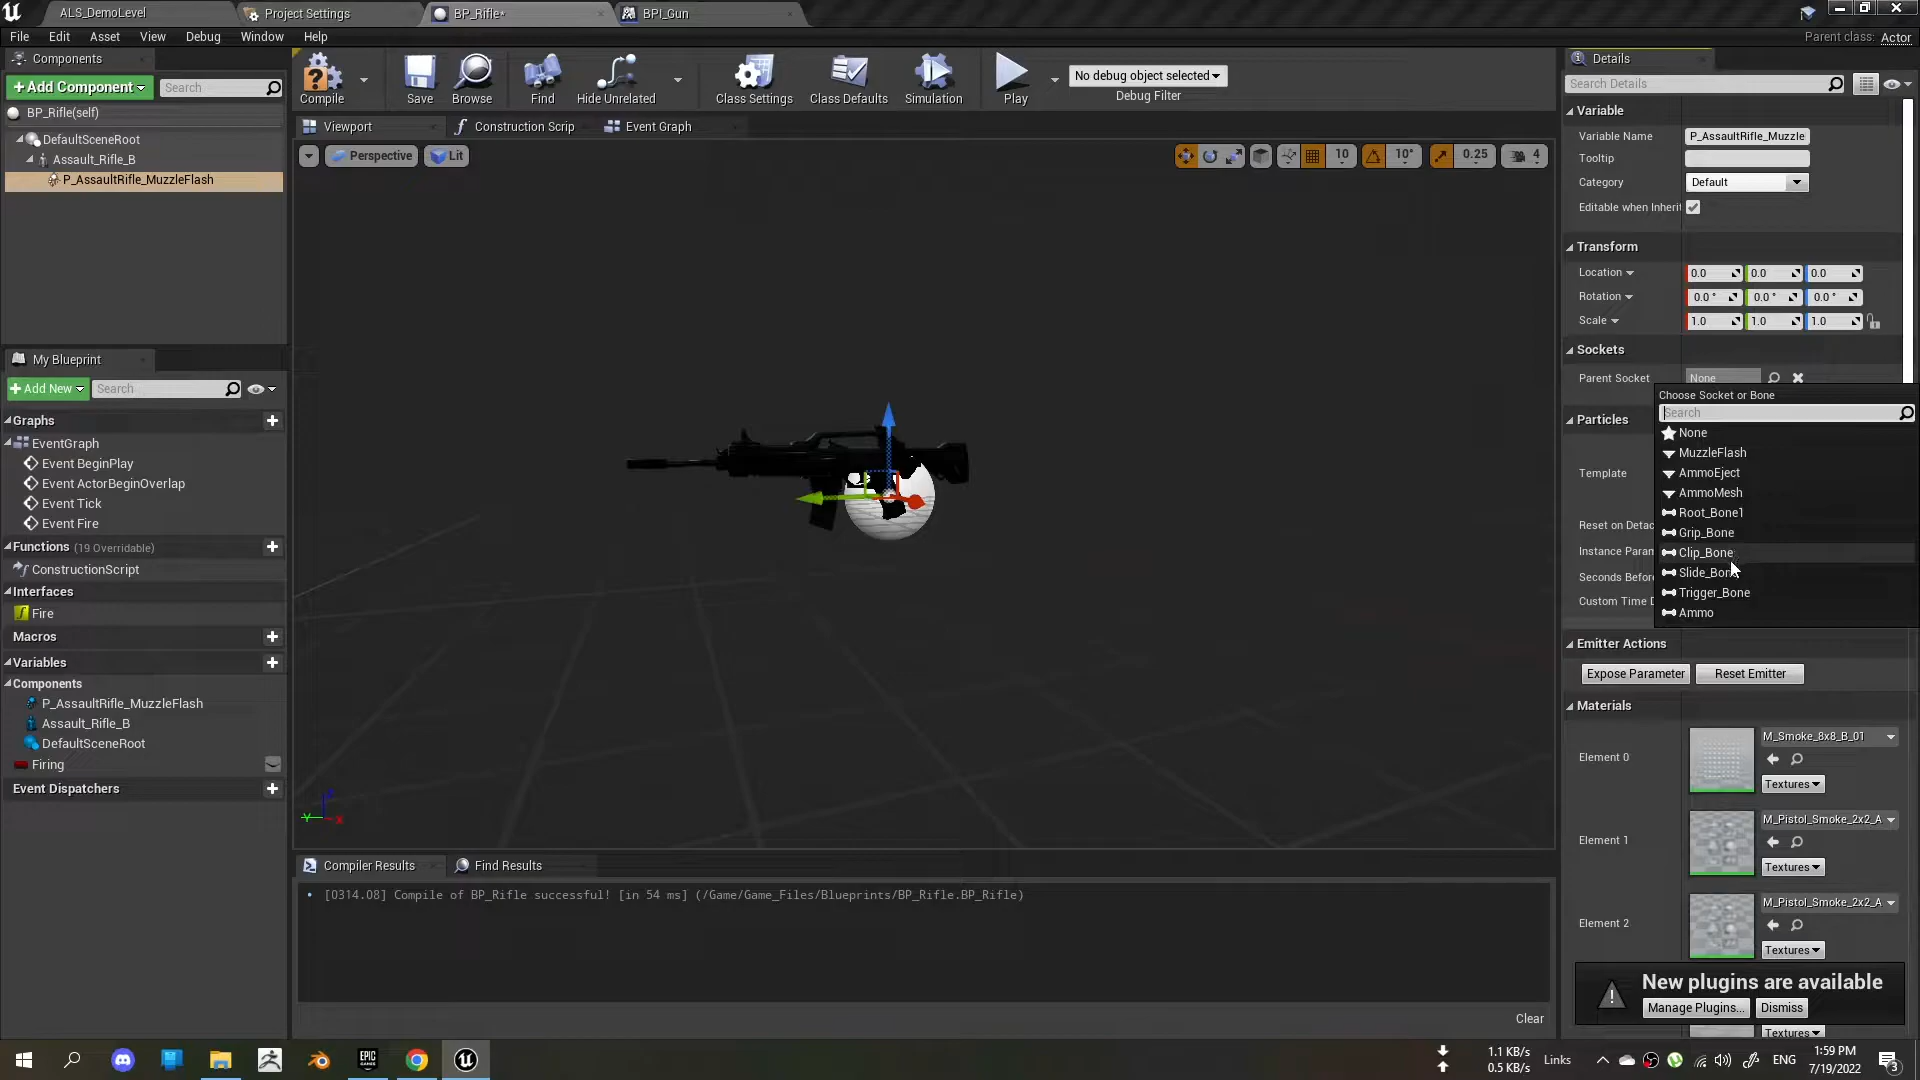 ALS_DemoLevel
Project Settings
BP_Rifle*
BPI_Gun
File
Edit
Asset
View
Debug
Window
Help
Parent class: Actor
Components
+ Add Component
Search
BP_Rifle(self)
DefaultSceneRoot
Assault_Rifle_B
P_AssaultRifle_MuzzleFlash
Compile
Save
Browse
Find
Hide Unrelated
Class Settings
Class Defaults
Simulation
Play
No debug object selected
Debug Filter
Viewport
Construction Scrip
Event Graph
Perspective
Lit
10
10°
0.25
4
My Blueprint
+ Add New
Search
Graphs
EventGraph
Event BeginPlay
Event ActorBeginOverlap
Event Tick
Event Fire
Functions (19 Overridable)
ConstructionScript
Interfaces
Fire
Macros
Variables
Components
P_AssaultRifle_MuzzleFlash
Assault_Rifle_B
DefaultSceneRoot
Firing
Event Dispatchers
Compiler Results
Find Results
• [0314.08] Compile of BP_Rifle successful! [in 54 ms] (/Game/Game_Files/Blueprints/BP_Rifle.BP_Rifle)
Clear
Details
Search Details
Variable
Variable Name
P_AssaultRifle_Muzzle
Tooltip
Category
Default
Editable when Inherit
Transform
Location
0.0
0.0
0.0
Rotation
0.0 °
0.0 °
0.0 °
Scale
1.0
1.0
1.0
Sockets
Parent Socket
None
Choose Socket or Bone
Search
None
MuzzleFlash
AmmoEject
AmmoMesh
Root_Bone1
Grip_Bone
Clip_Bone
Slide_Bone
Trigger_Bone
Ammo
Particles
Template
Reset on Detac
Instance Param
Seconds Before
Custom Time D
Emitter Actions
Expose Parameter
Reset Emitter
Materials
Element 0
M_Smoke_8x8_B_01
Textures
Element 1
M_Pistol_Smoke_2x2_A
Textures
Element 2
M_Pistol_Smoke_2x2_A
Textures
New plugins are available
Manage Plugins...
Dismiss
Textures
EPIC
GAMES
1.1 KB/s
0.5 KB/s
Links
ENG
1:59 PM
7/19/2022
3